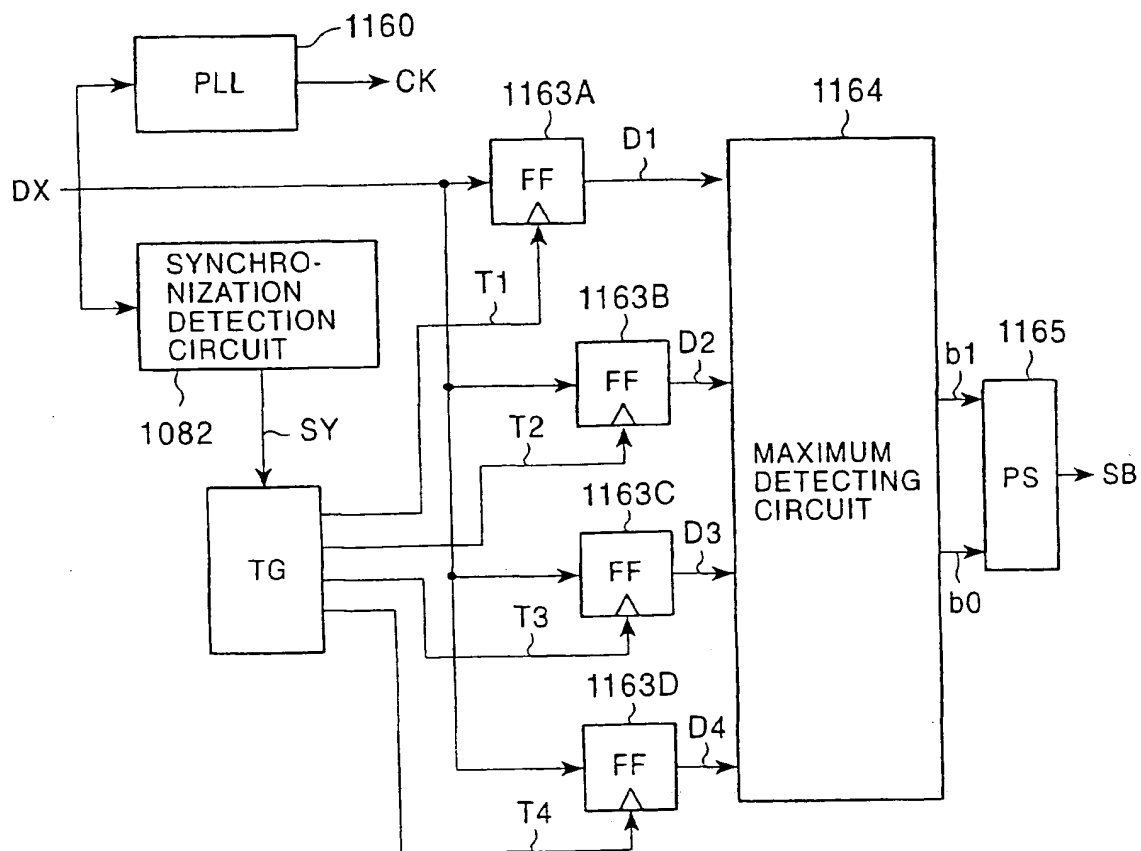 1160
PLL
CK
1163A
1164
DX
FF
D1
SYNCHRO-
NIZATION
DETECTION
CIRCUIT
T1
1163B
D2
1165
FF
b1
1082
SY
T2
1163C
MAXIMUM
DETECTING
CIRCUIT
PS
SB
TG
FF
D3
b0
T3
1163D
FF
D4
T4